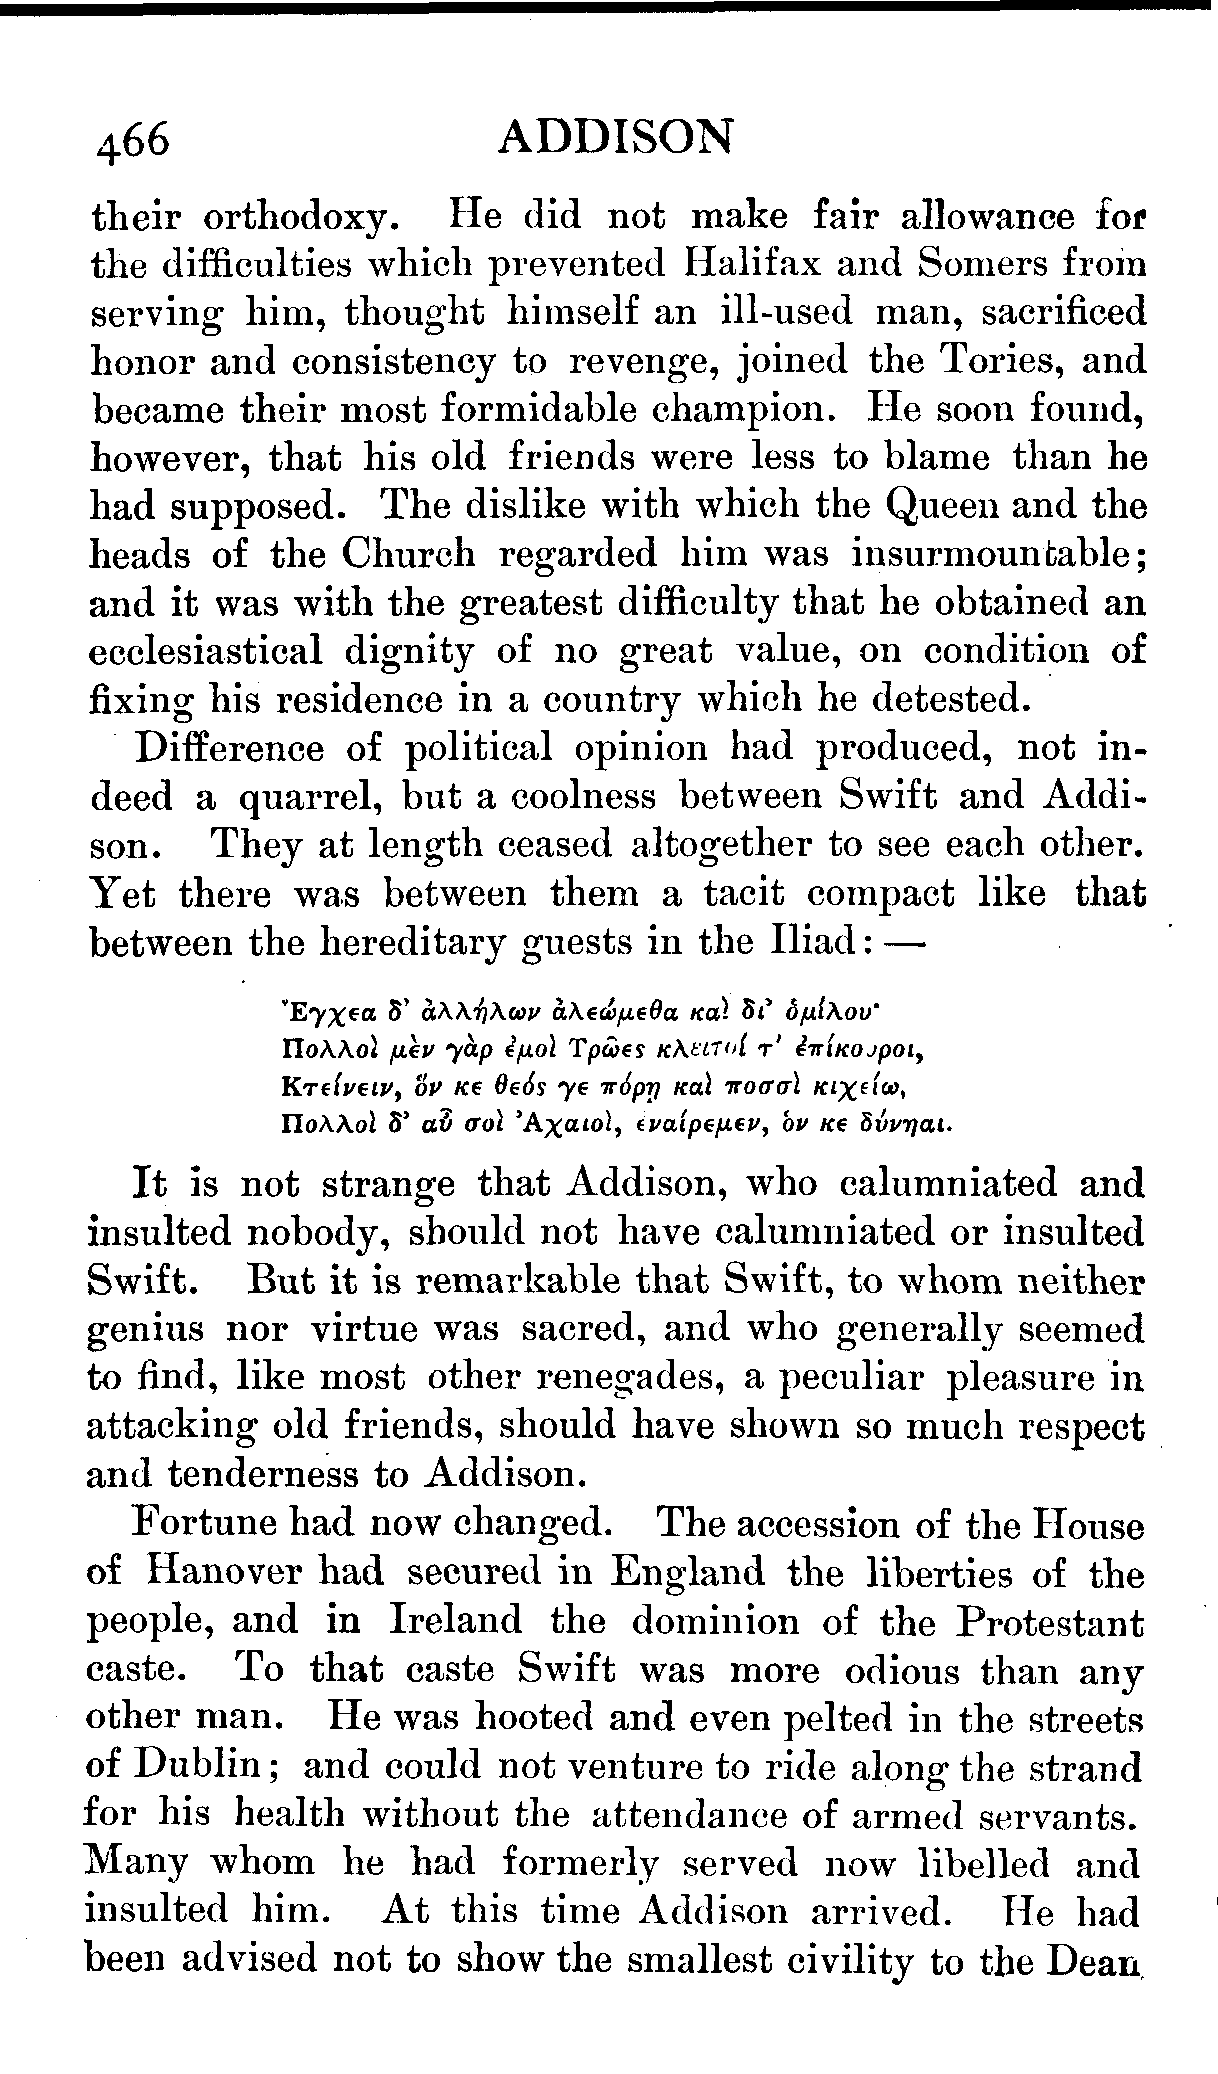 466 ADDISON
their orthodoxy. He did not make fair allowance for
the difficulties which prevented Halifax and Somers from
serving him, thought himself an ill-used man, sacrificed
honor and consistency to revenge, joined the Tories, and
became their most formidable champion. He soon found,
however, that his old friends were less to blame than he
had supposed. The dislike with which the Queen and the
heads of the Church regarded him was insurmountable;
and it was with the greatest difficulty that he obtained an
ecclesiastical dignity of no great value, on condition of
fixing his residence in a country which he detested.
Difference of political opinion had produced, not in-
deed a quarrel, but a coolness between Swift and Addi-
son. They at length ceased altogether to see each other.
Yet there was between them a tacit compact like that
between the hereditary guests in the Iliad: —
Ἔγχεα δ' ἀλλήλων ἀλεώμεθα καὶ δι' ὁμίλου·
Πολλοὶ μὲν γὰρ ἐμοὶ Τρῶες κλειτοί τ' ἐπίκουροι,
Κτείνειν, ὅν κε θεός γε πόρῃ καὶ ποσσὶ κιχείω,
Πολλοὶ δ' αὖ σοὶ Ἀχαιοὶ, ἐναίρεμεν, ὃν κε δύνηαι.
It is not strange that Addison, who calumniated and
insulted nobody, should not have calumniated or insulted
Swift. But it is remarkable that Swift, to whom neither
genius nor virtue was sacred, and who generally seemed
to find, like most other renegades, a peculiar pleasure in
attacking old friends, should have shown so much respect
and tenderness to Addison.
Fortune had now changed. The accession of the House
of Hanover had secured in England the liberties of the
people, and in Ireland the dominion of the Protestant
caste. To that caste Swift was more odious than any
other man. He was hooted and even pelted in the streets
of Dublin; and could not venture to ride along the strand
for his health without the attendance of armed servants.
Many whom he had formerly served now libelled and
insulted him. At this time Addison arrived. He had
been advised not to show the smallest civility to the Dean